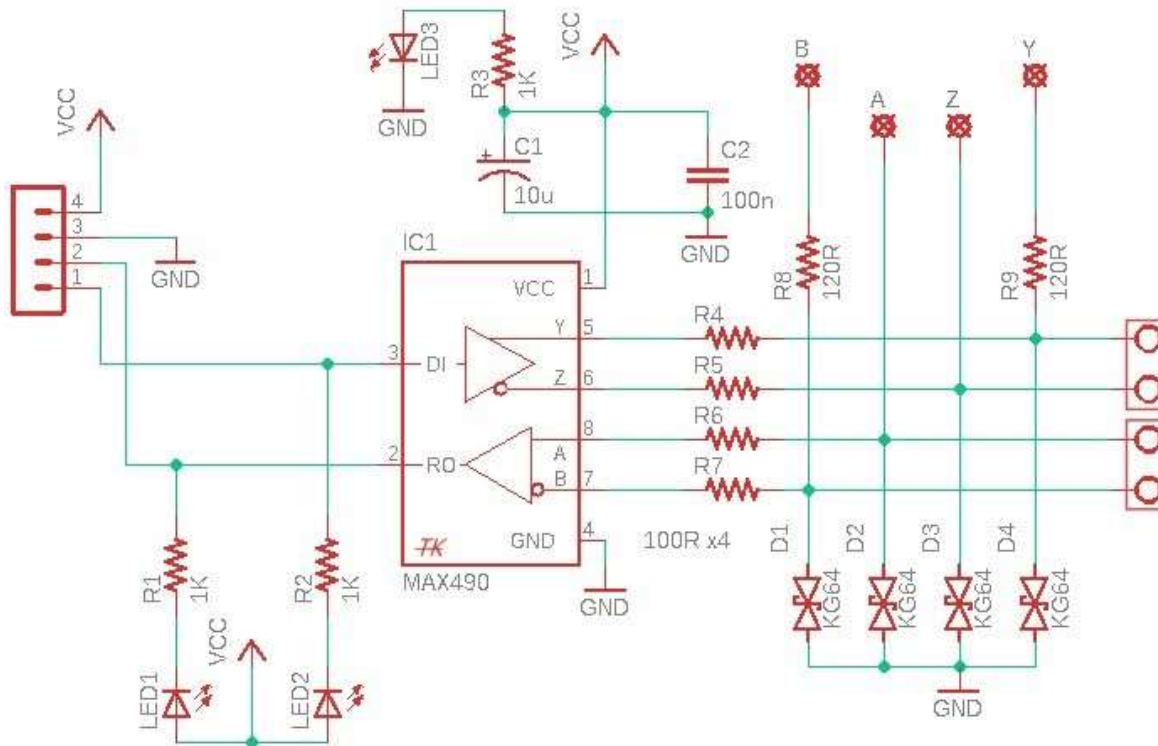 VCC
LED3
R3
1K
VCC
GND
C1
10u
+
C2
100n
GND
B
A
Z
Y
R8
120R
R9
120R
4
3
2
1
GND
IC1
VCC
1
Y
5
R4
3
DI
Z
6
R5
8
R6
A
2
RO
B
7
R7
GND
4
100R x4
TK
MAX490
GND
R1
1K
R2
1K
VCC
LED1
LED2
D1
D2
D3
D4
KG64
KG64
KG64
KG64
GND